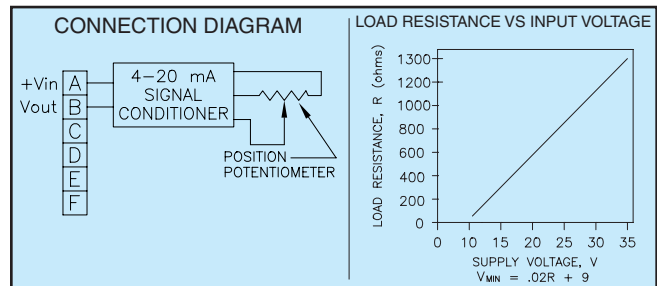 CONNECTION DIAGRAM
+Vin A
Vout B
C
D
E
F
4-20 mA
SIGNAL
CONDITIONER
POSITION
POTENTIOMETER
LOAD RESISTANCE VS INPUT VOLTAGE
LOAD RESISTANCE, R (ohms)
1300
1200
1000
800
600
400
200
0
0 10 15 20 25 30 35
SUPPLY VOLTAGE, V
VMIN = .02R + 9